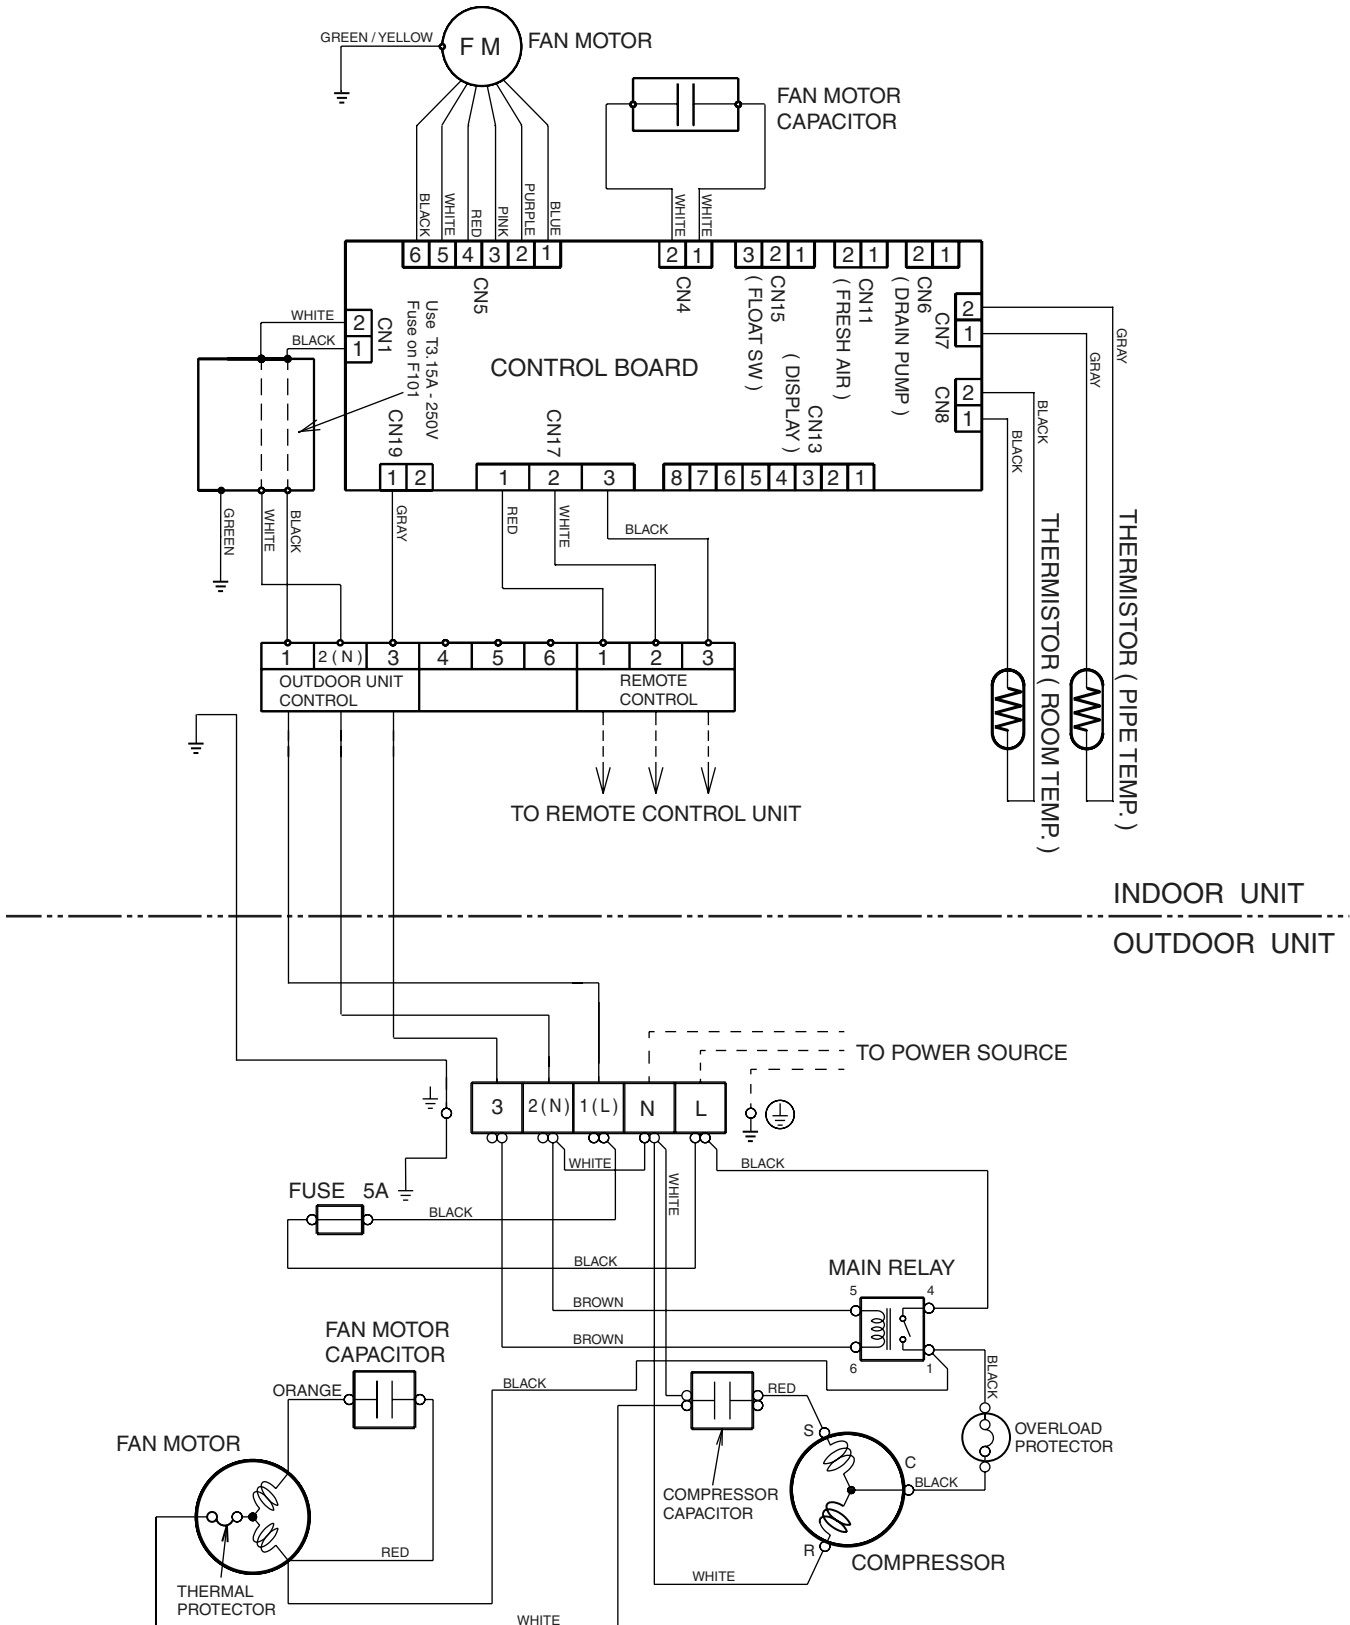 GREEN / YELLOW
F M
FAN MOTOR
FAN MOTOR
CAPACITOR
BLACK
WHITE
RED
PINK
PURPLE
BLUE
WHITE
WHITE
6 5 4 3 2 1
CN5
2 1
CN4
3 2 1
CN15
( FLOAT SW )
2 1
CN11
( FRESH AIR )
2 1
CN6
( DRAIN PUMP )
2
1
CN7
GRAY
GRAY
2
1
CN8
BLACK
BLACK
WHITE
BLACK
2
1
CN1
Use T3.15A - 250V
Fuse on F101
CONTROL BOARD
CN13
( DISPLAY )
CN19
1 2
CN17
1 2 3
8 7 6 5 4 3 2 1
GREEN
WHITE
BLACK
GRAY
RED
WHITE
BLACK
THERMISTOR ( ROOM TEMP. )
THERMISTOR ( PIPE TEMP. )
1 2 ( N ) 3 4 5 6 1 2 3
OUTDOOR UNIT
CONTROL
REMOTE
CONTROL
TO REMOTE CONTROL UNIT
INDOOR UNIT
OUTDOOR UNIT
TO POWER SOURCE
3 2 ( N ) 1 ( L ) N L
WHITE
WHITE
BLACK
FUSE 5A
BLACK
BLACK
MAIN RELAY
5
4
6
1
BROWN
BROWN
FAN MOTOR
CAPACITOR
BLACK
BLACK
ORANGE
RED
OVERLOAD
PROTECTOR
FAN MOTOR
S
C
BLACK
COMPRESSOR
CAPACITOR
R
COMPRESSOR
RED
WHITE
THERMAL
PROTECTOR
WHITE